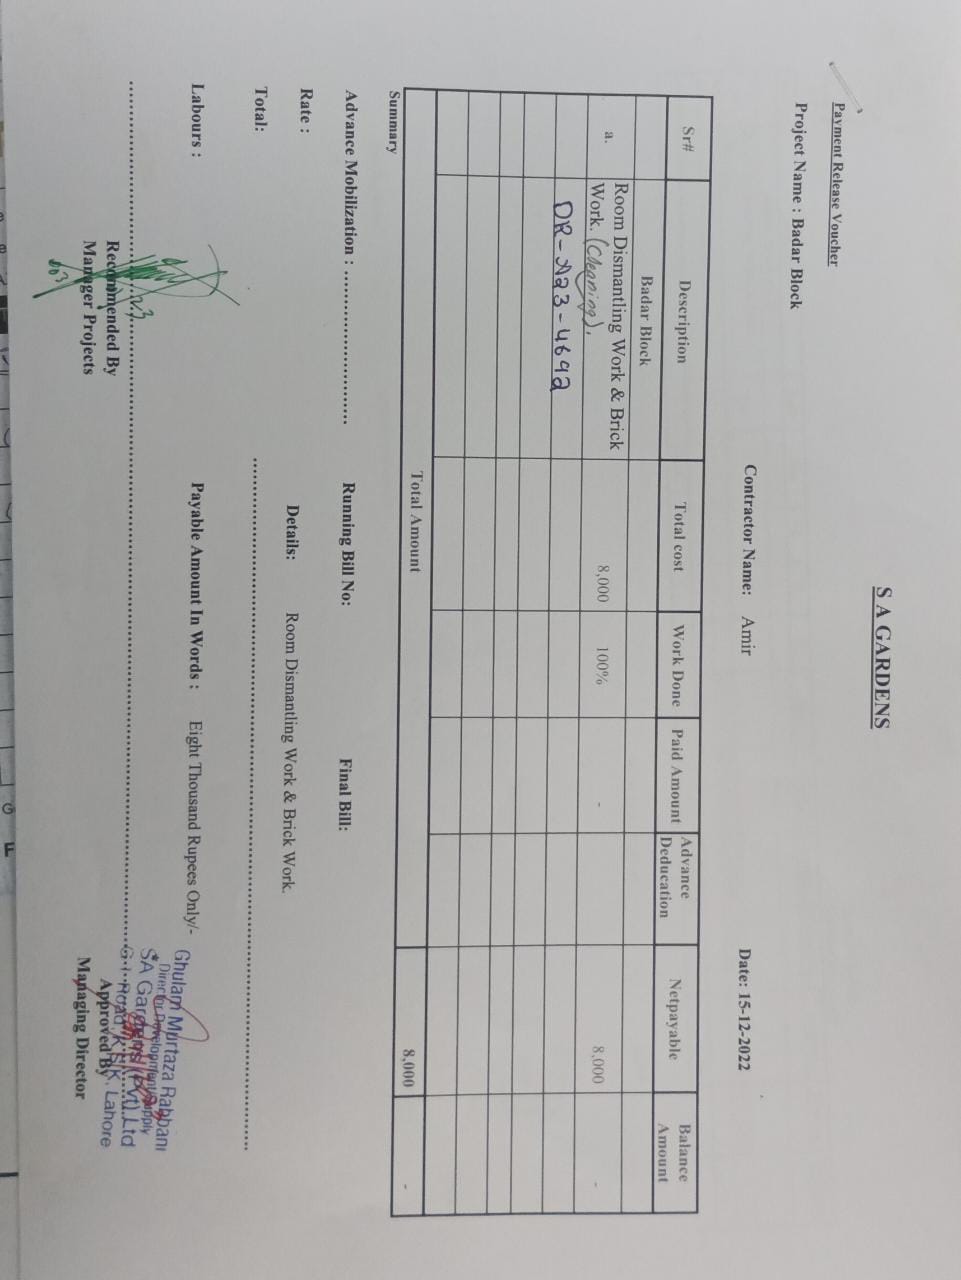 S A GARDENS
Payment Release Voucher
Project Name : Badar Block
Contractor Name: Amir
Date: 15-12-2022
Sr# Description Total cost Work Done Paid Amount Advance Deducation Netpayable Balance Amount
Badar Block
a. Room Dismantling Work & Brick Work. (Cleaning). 8,000 100% - 8,000 -
DR-A23-4692
Total Amount 8,000 -
Summary
Advance Mobilization : ........................ Running Bill No: Final Bill:
Rate : Details: Room Dismantling Work & Brick Work.
Total:
Labours : Payable Amount In Words : Eight Thousand Rupees Only/-
Ghulam Murtaza Rabbani
Director Development/Supply
SA Gardens (Pvt) Ltd
G.T. Road, K.S.K. Lahore
Recommended By Approved By
Manager Projects Managing Director